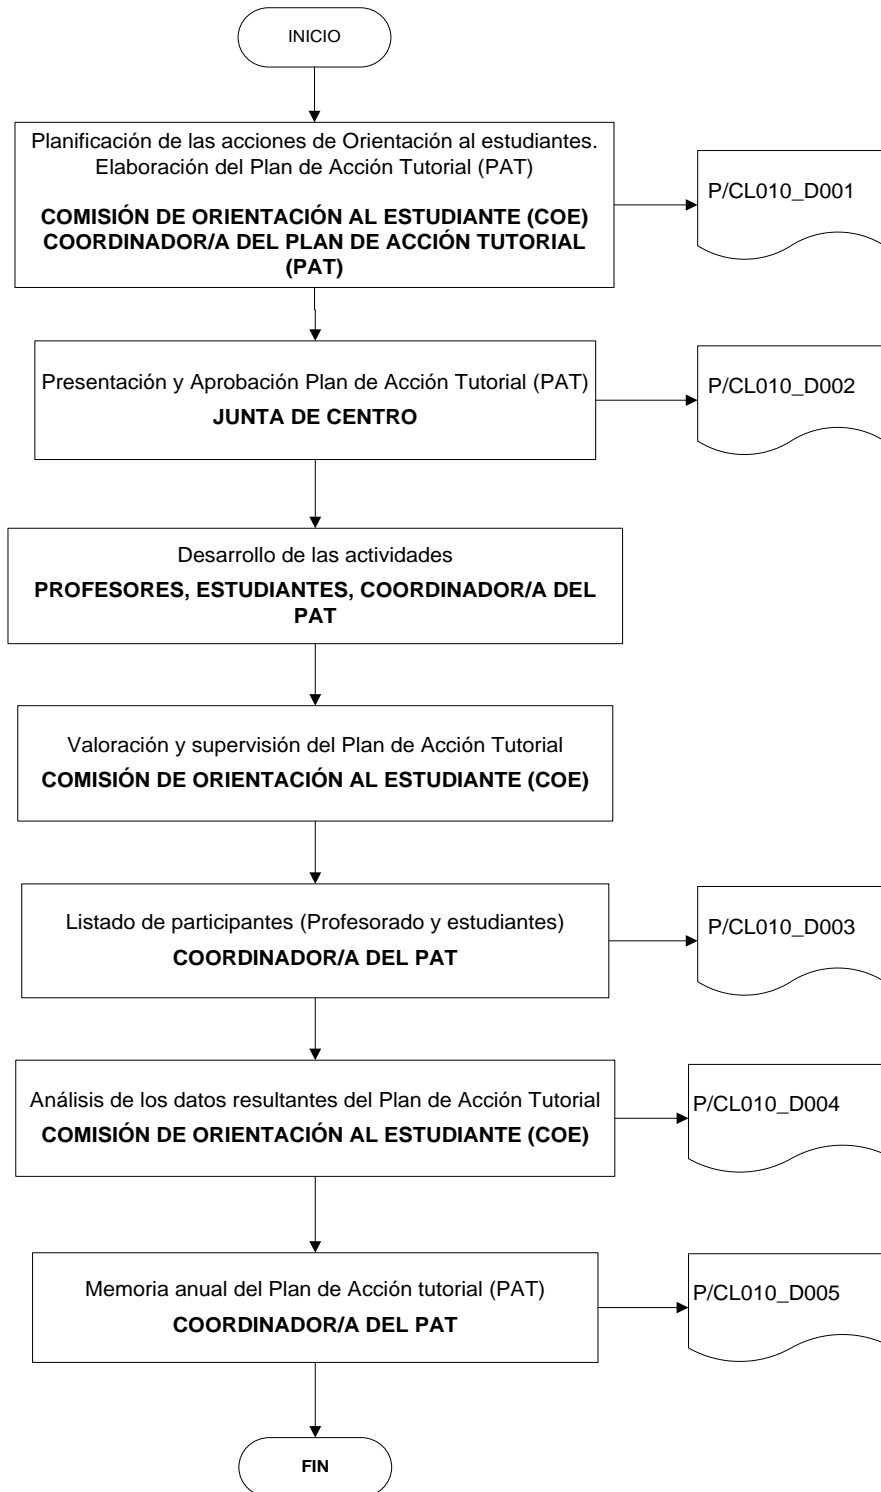 INICIO
Planificación de las acciones de Orientación al estudiantes.
Elaboración del Plan de Acción Tutorial (PAT)
COMISIÓN DE ORIENTACIÓN AL ESTUDIANTE (COE)
COORDINADOR/A DEL PLAN DE ACCIÓN TUTORIAL
(PAT)
P/CL010_D001
Presentación y Aprobación Plan de Acción Tutorial (PAT)
JUNTA DE CENTRO
P/CL010_D002
Desarrollo de las actividades
PROFESORES, ESTUDIANTES, COORDINADOR/A DEL
PAT
Valoración y supervisión del Plan de Acción Tutorial
COMISIÓN DE ORIENTACIÓN AL ESTUDIANTE (COE)
Listado de participantes (Profesorado y estudiantes)
COORDINADOR/A DEL PAT
P/CL010_D003
Análisis de los datos resultantes del Plan de Acción Tutorial
COMISIÓN DE ORIENTACIÓN AL ESTUDIANTE (COE)
P/CL010_D004
Memoria anual del Plan de Acción tutorial (PAT)
COORDINADOR/A DEL PAT
P/CL010_D005
FIN